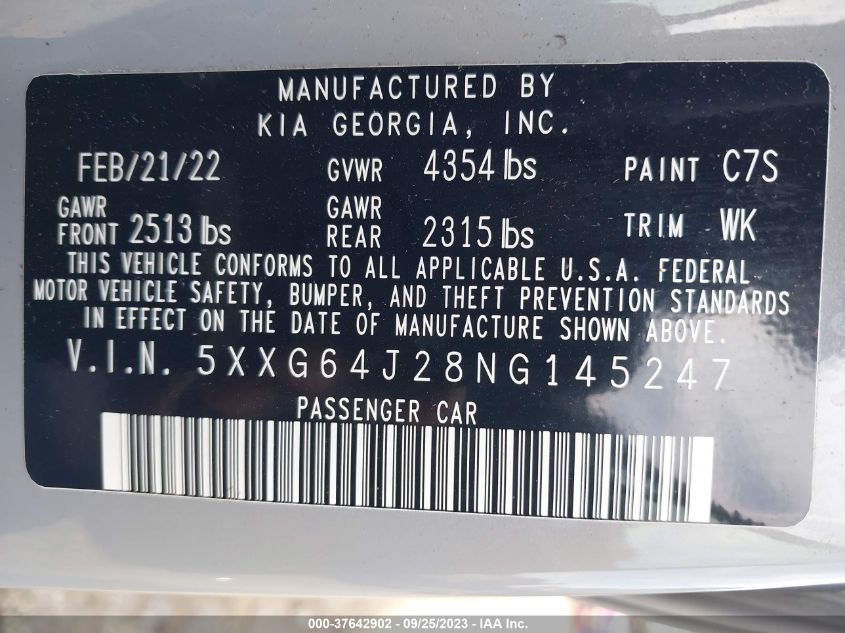 MANUFACTURED BY
KIA GEORGIA, INC.
FEB/21/22 GVWR 4354 lbs PAINT C7S
GAWR FRONT 2513 lbs GAWR REAR 2315 lbs TRIM WK
THIS VEHICLE CONFORMS TO ALL APPLICABLE U.S.A. FEDERAL
MOTOR VEHICLE SAFETY, BUMPER, AND THEFT PREVENTION STANDARDS
IN EFFECT ON THE DATE OF MANUFACTURE SHOWN ABOVE.
V.I.N. 5XXG64J28NG145247
PASSENGER CAR
000-37642902 - 09/25/2023 - IAA Inc.